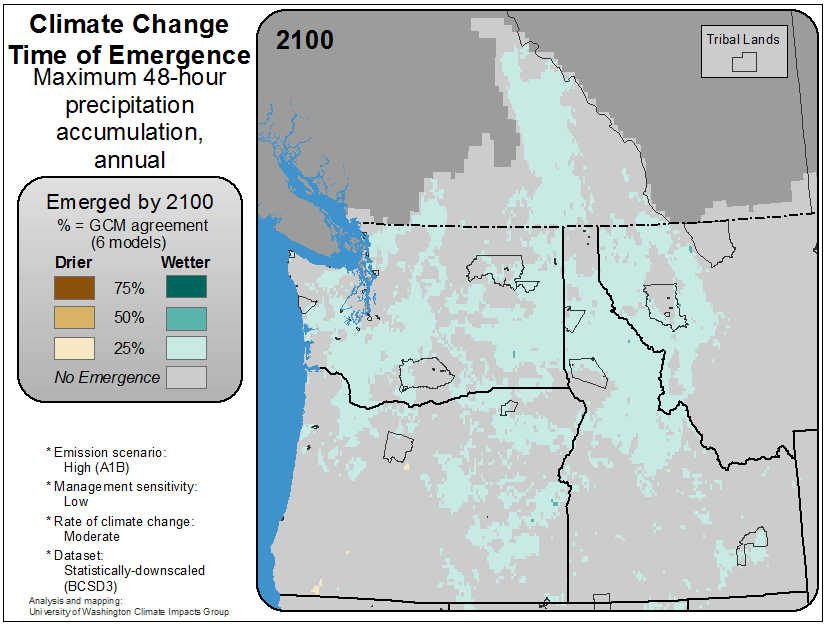 Climate Change
Time of Emergence
Maximum 48-hour
precipitation
accumulation,
annual
Emerged by 2100
% = GCM agreement
(6 models)
Drier Wetter
75%
50%
25%
No Emergence
* Emission scenario:
High (A1B)
* Management sensitivity:
Low
* Rate of climate change:
Moderate
* Dataset:
Statistically-downscaled
(BCSD3)
Analysis and mapping:
University of Washington Climate Impacts Group
2100
Tribal Lands